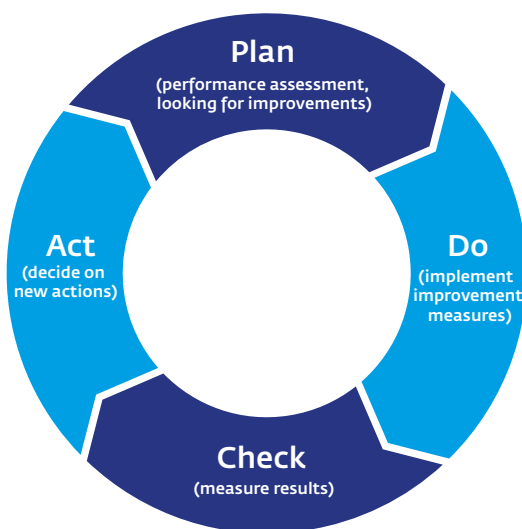 Plan
(performance assessment,
looking for improvements)
Do
(implement
improvement
measures)
Check
(measure results)
Act
(decide on
new actions)